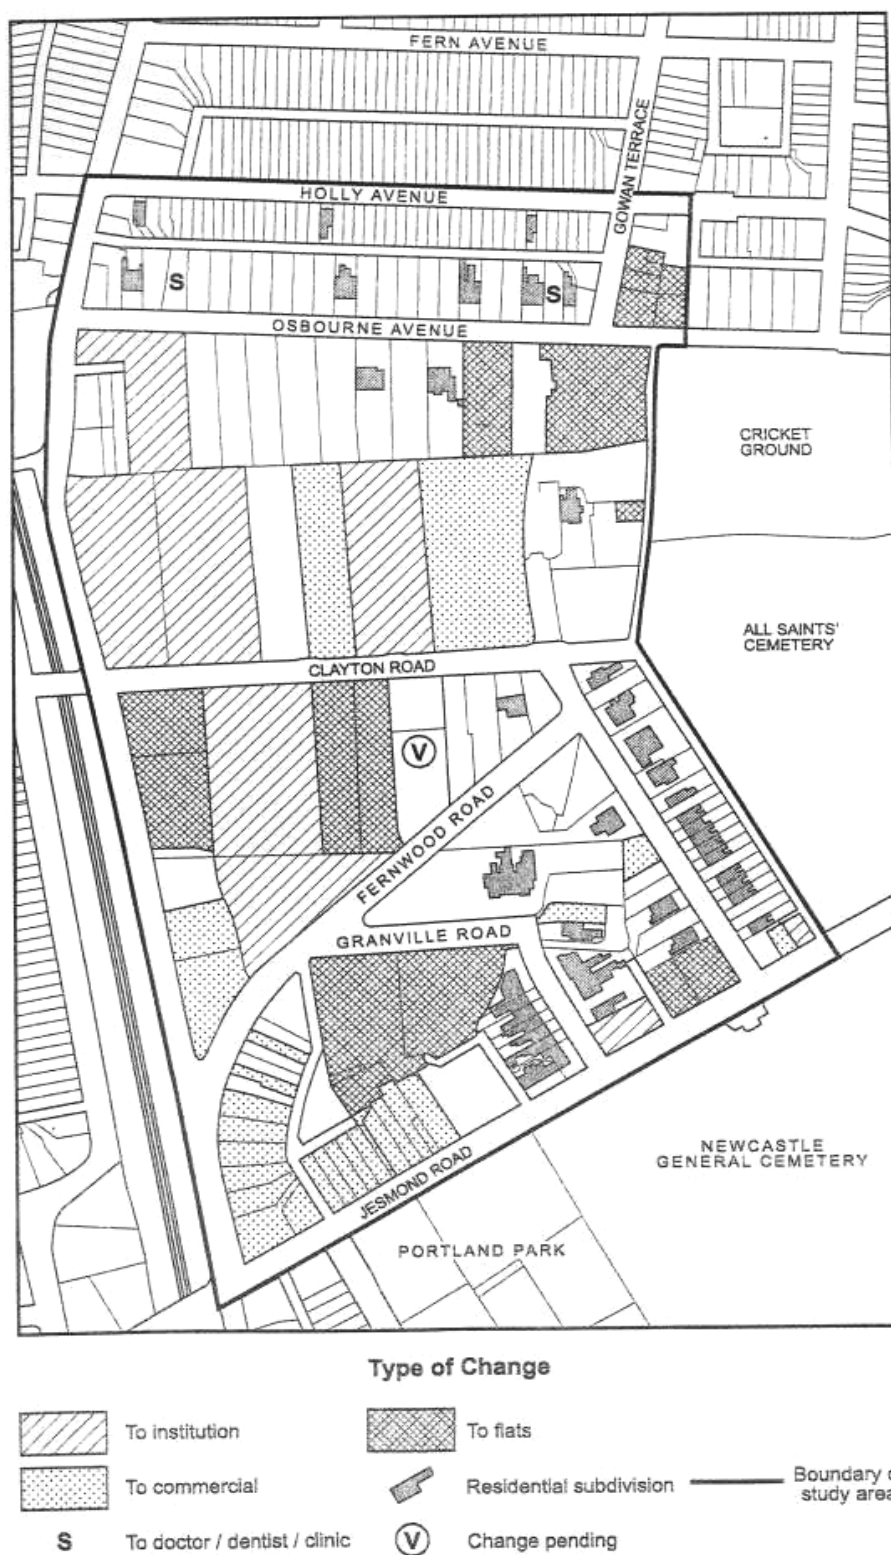 FERN AVENUE
GOWAN TERRACE
HOLLY AVENUE
S
S
OSBOURNE AVENUE
CRICKET
GROUND
ALL SAINTS'
CEMETERY
CLAYTON ROAD
V
FERNWOOD ROAD
GRANVILLE ROAD
NEWCASTLE
GENERAL CEMETERY
JESMOND ROAD
PORTLAND PARK
Type of Change
To institution
To flats
To commercial
Residential subdivision
Boundary o
study area
S To doctor / dentist / clinic
V Change pending